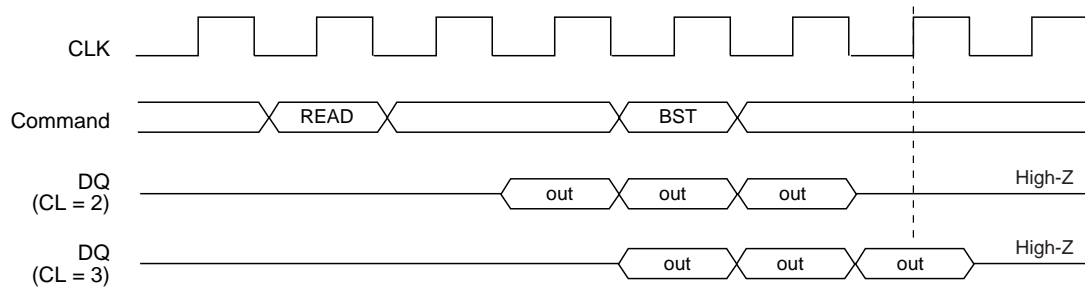 CLK
Command
READ
BST
DQ
(CL = 2)
out
out
out
High-Z
DQ
(CL = 3)
out
out
out
High-Z